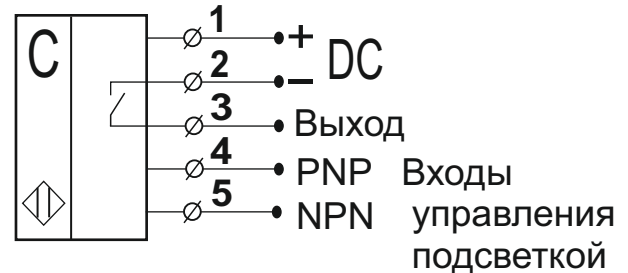 C
1 +
2 – DC
3 Выход
4 PNP Входы
5 NPN управления
подсветкой